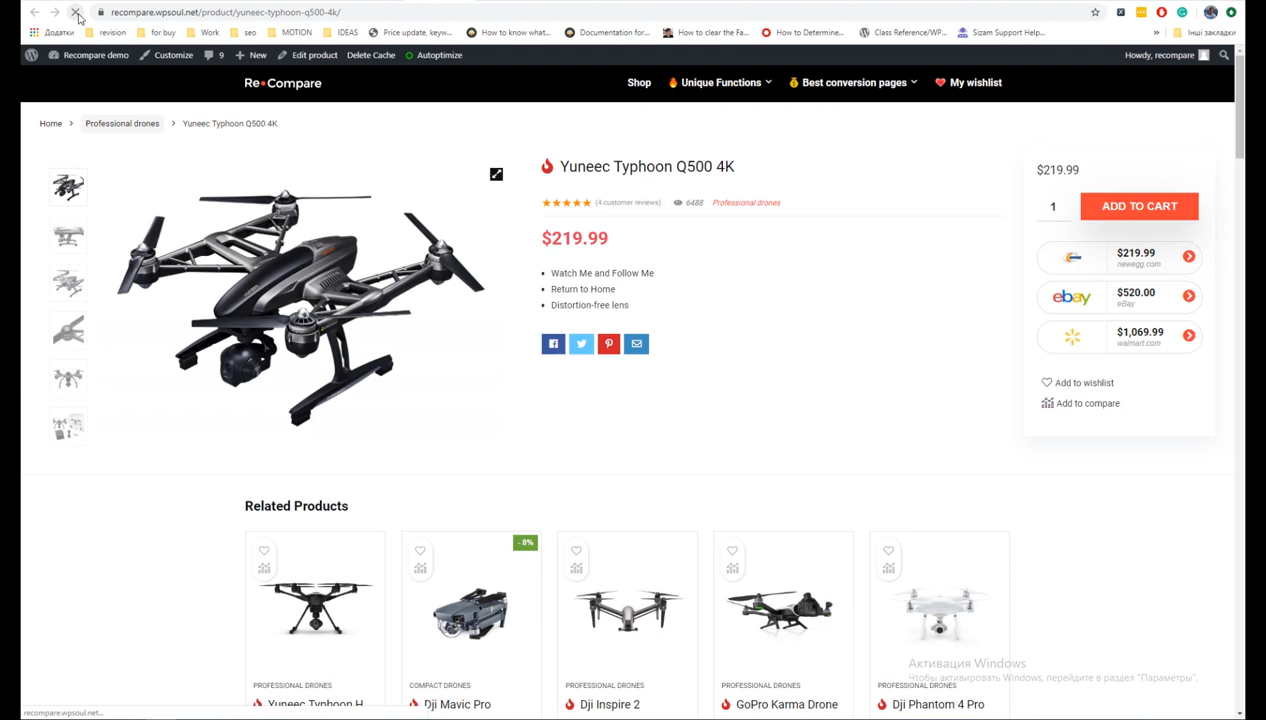 recompare.wpsoul.net/product/yuneec-typhoon-q500-4k/
Додатки revision for buy Work seo MOTION IDEAS Price update, keyw... How to know what... Documentation for... How to clear the Fa... How to Determine... Class Reference/WP... Sizam Support Help... » Інші закладки
Recompare demo Customize 9 New Edit product Delete Cache Autoptimize Howdy, recompare
Re•Compare Shop Unique Functions Best conversion pages My wishlist
Home Professional drones Yuneec Typhoon Q500 4K
Yuneec Typhoon Q500 4K
(4 customer reviews) 6488 Professional drones
$219.99
Watch Me and Follow Me
Return to Home
Distortion-free lens
$219.99
1 ADD TO CART
$219.99
newegg.com
ebay $520.00
eBay
$1,069.99
walmart.com
Add to wishlist
Add to compare
Related Products
- 8%
PROFESSIONAL DRONES COMPACT DRONES PROFESSIONAL DRONES PROFESSIONAL DRONES PROFESSIONAL DRONES
Yuneec Typhoon H Dji Mavic Pro Dji Inspire 2 GoPro Karma Drone Dji Phantom 4 Pro
Активация Windows
Чтобы активировать Windows, перейдите в раздел "Параметры".
recompare.wpsoul.net...